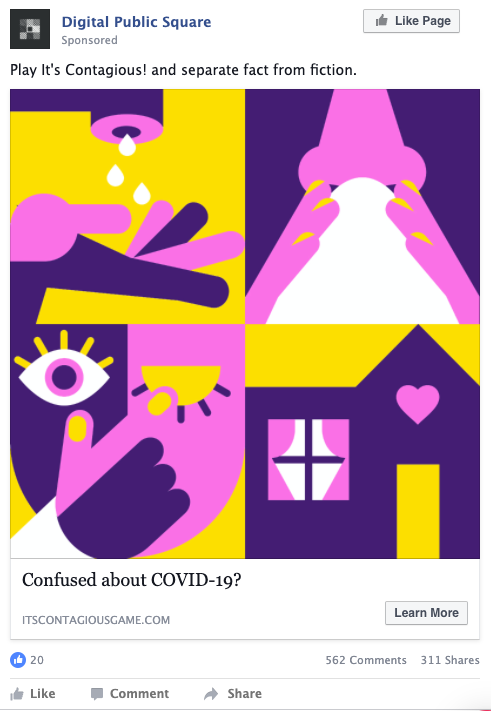 Digital Public Square
Like Page
Sponsored
Play It's Contagious! and separate fact from fiction.
Confused about COVID-19?
ITSCONTAGIOUSGAME.COM
Learn More
20
562 Comments 311 Shares
Like Comment Share